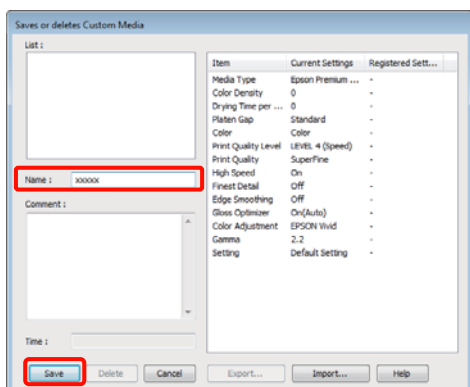 Saves or deletes Custom Media
List :
Item Current Settings Registered Sett...
Media Type Epson Premium ... -
Color Density 0 -
Drying Time per ... 0 -
Platen Gap Standard -
Color Color -
Print Quality Level LEVEL 4 (Speed) -
Print Quality SuperFine -
High Speed On -
Finest Detail Off -
Edge Smoothing Off -
Gloss Optimizer On(Auto) -
Color Adjustment EPSON Vivid -
Gamma 2.2 -
Setting Default Setting -
Name : xxxxx
Comment :
Time :
Save Delete Cancel Export... Import... Help